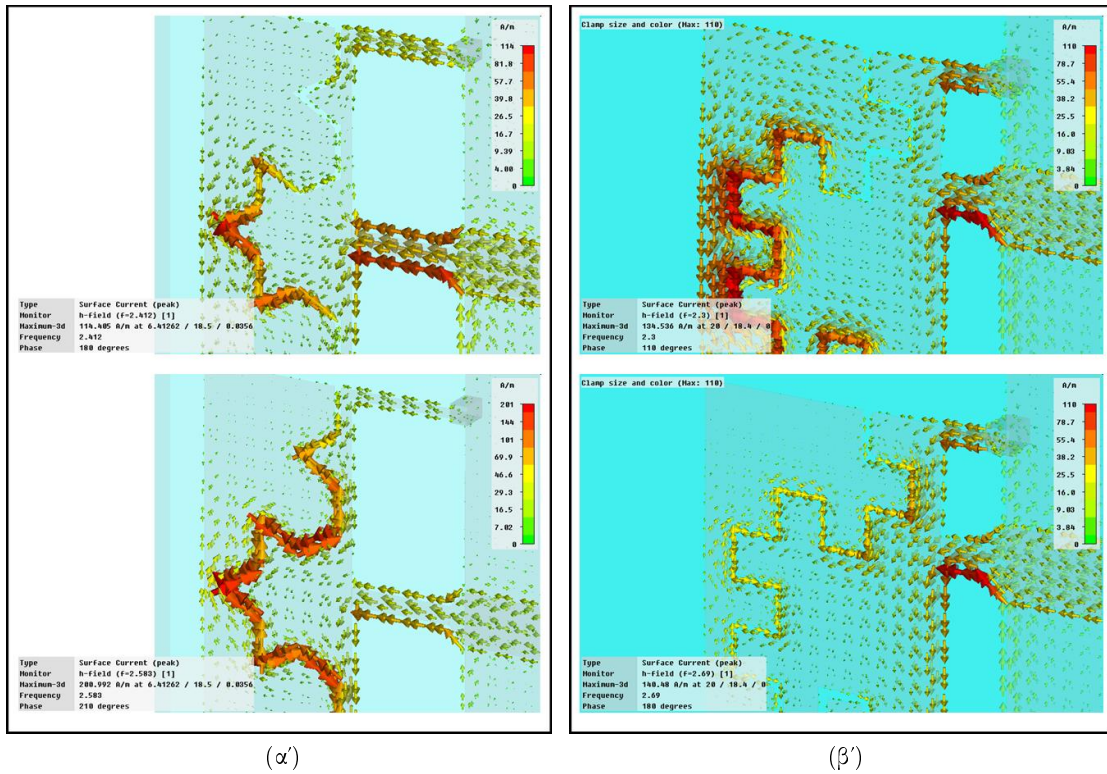 A/m
114
81.8
57.7
39.8
26.5
16.7
9.39
4.00
0
Type Surface Current (peak)
Monitor h-field (f=2.412) [1]
Maximum-3d 114.405 A/m at 6.41262 / 18.5 / 0.0356
Frequency 2.412
Phase 180 degrees
A/m
201
144
101
69.9
46.6
29.3
16.5
7.02
0
Type Surface Current (peak)
Monitor h-field (f=2.583) [1]
Maximum-3d 200.992 A/m at 6.41262 / 18.5 / 0.0356
Frequency 2.583
Phase 210 degrees
(α′)
Clamp size and color (Max: 110)
A/m
110
78.7
55.4
38.2
25.5
16.0
9.03
3.84
0
Type Surface Current (peak)
Monitor h-field (f=2.3) [1]
Maximum-3d 134.536 A/m at 20 / 18.4 / 0
Frequency 2.3
Phase 110 degrees
Clamp size and color (Max: 110)
A/m
110
78.7
55.4
38.2
25.5
16.0
9.03
3.84
0
Type Surface Current (peak)
Monitor h-field (f=2.69) [1]
Maximum-3d 140.48 A/m at 20 / 18.4 / 0
Frequency 2.69
Phase 180 degrees
(β′)